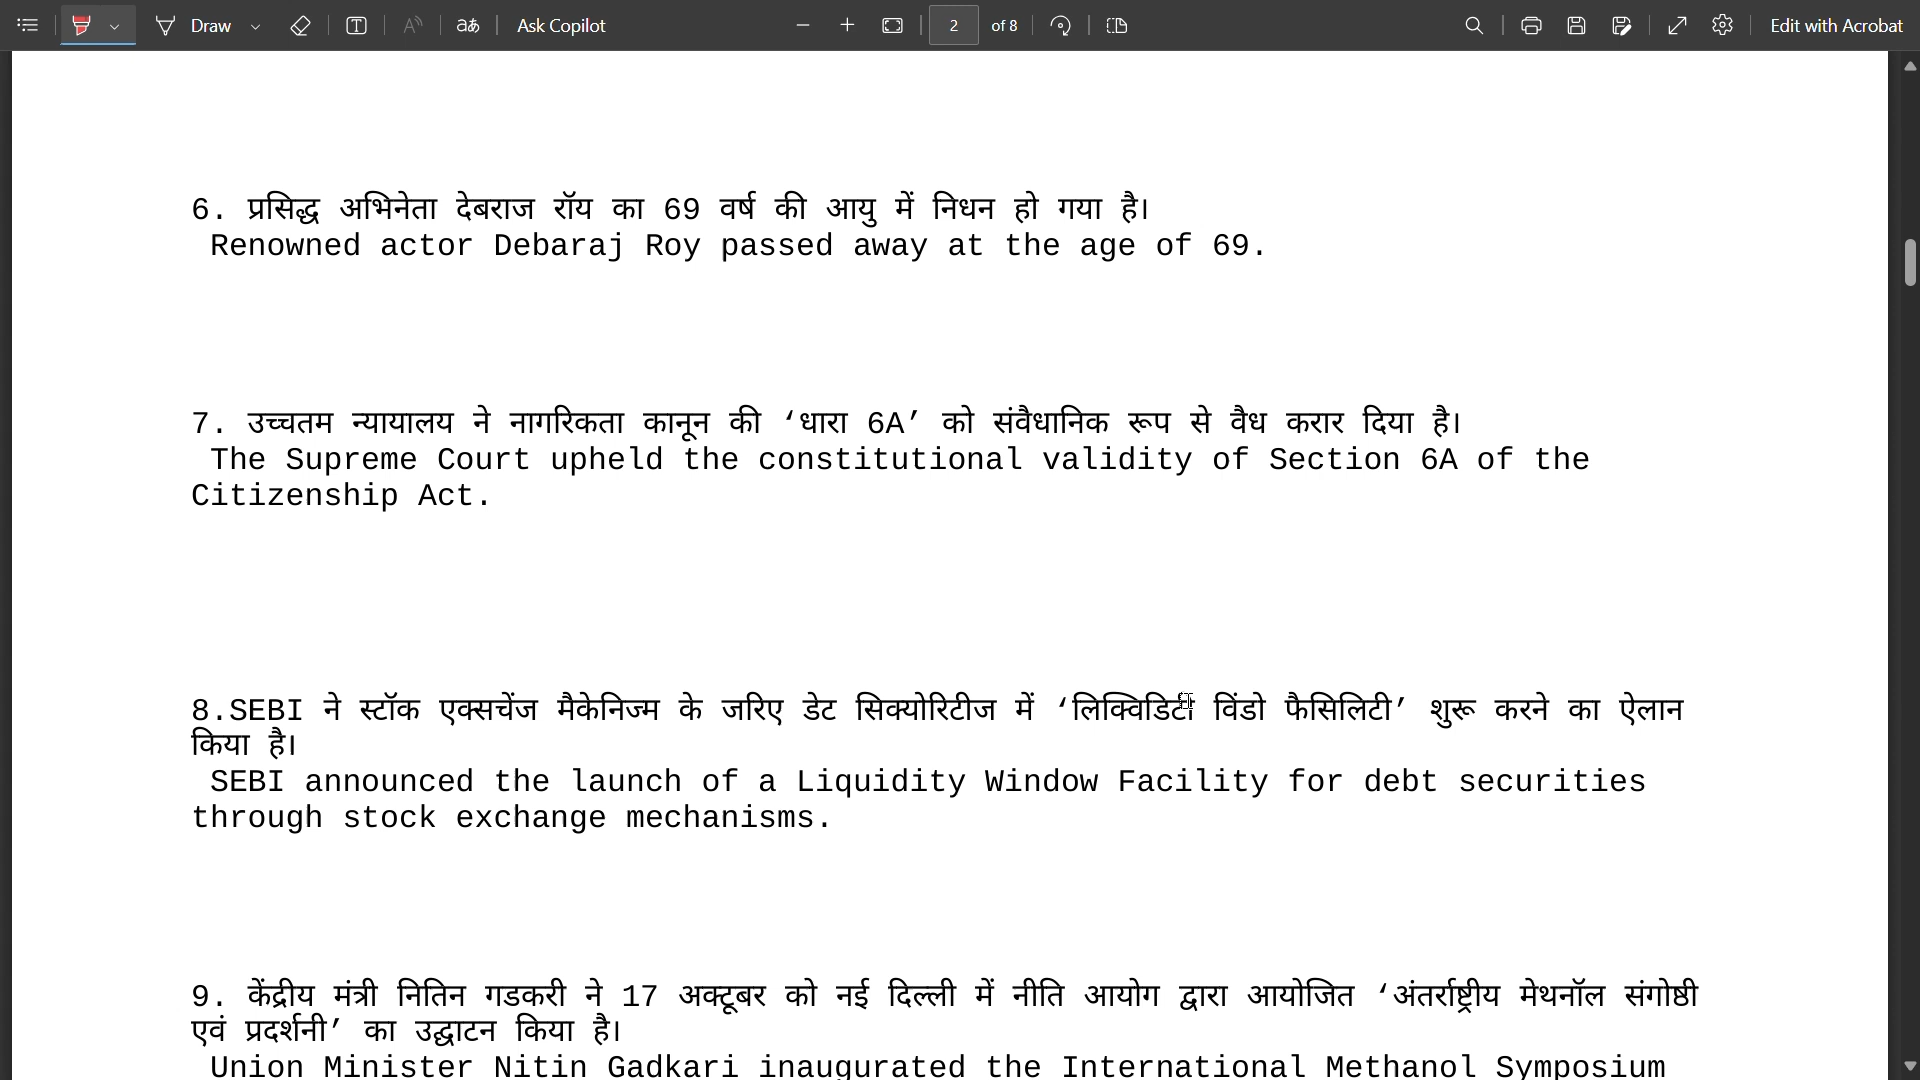 Draw
aあ
Ask Copilot
2 of 8
Edit with Acrobat
6. प्रसिद्ध अभिनेता देबराज रॉय का 69 वर्ष की आयु में निधन हो गया है।
Renowned actor Debaraj Roy passed away at the age of 69.
7. उच्चतम न्यायालय ने नागरिकता कानून की ‘धारा 6A’ को संवैधानिक रूप से वैध करार दिया है।
The Supreme Court upheld the constitutional validity of Section 6A of the
Citizenship Act.
8.SEBI ने स्टॉक एक्सचेंज मैकेनिज्म के जरिए डेट सिक्योरिटीज में ‘लिक्विडिटी विंडो फैसिलिटी’ शुरू करने का ऐलान
किया है।
SEBI announced the launch of a Liquidity Window Facility for debt securities
through stock exchange mechanisms.
9. केंद्रीय मंत्री नितिन गडकरी ने 17 अक्टूबर को नई दिल्ली में नीति आयोग द्वारा आयोजित ‘अंतर्राष्ट्रीय मेथनॉल संगोष्ठी
एवं प्रदर्शनी’ का उद्घाटन किया है।
Union Minister Nitin Gadkari inaugurated the International Methanol Symposium